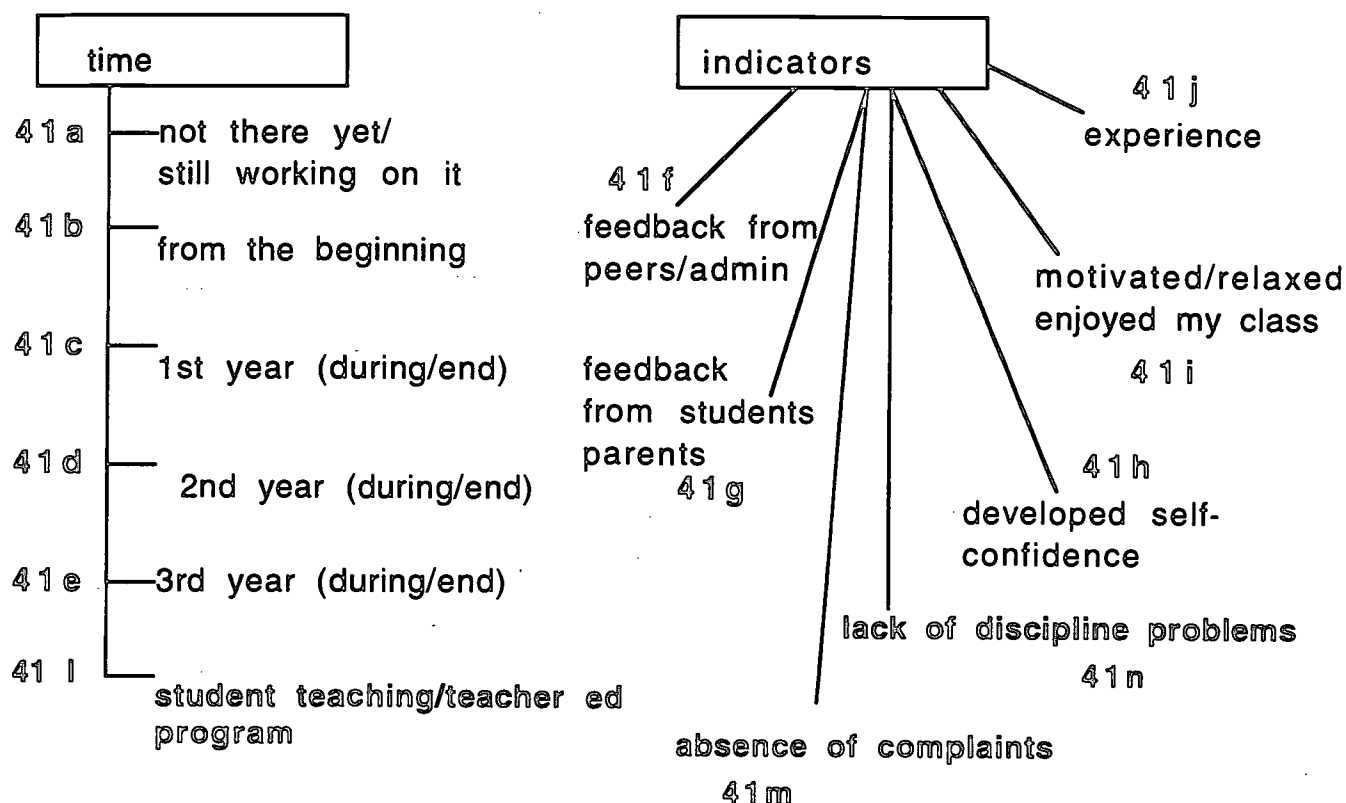 time
41a
not there yet/
still working on it
41b
from the beginning
41c
1st year (during/end)
41d
2nd year (during/end)
41e
3rd year (during/end)
41 l
student teaching/teacher ed
program
indicators
41j
experience
41f
feedback from
peers/admin
motivated/relaxed
enjoyed my class
41i
feedback
from students
parents
41g
41h
developed self-
confidence
lack of discipline problems
41n
absence of complaints
41m